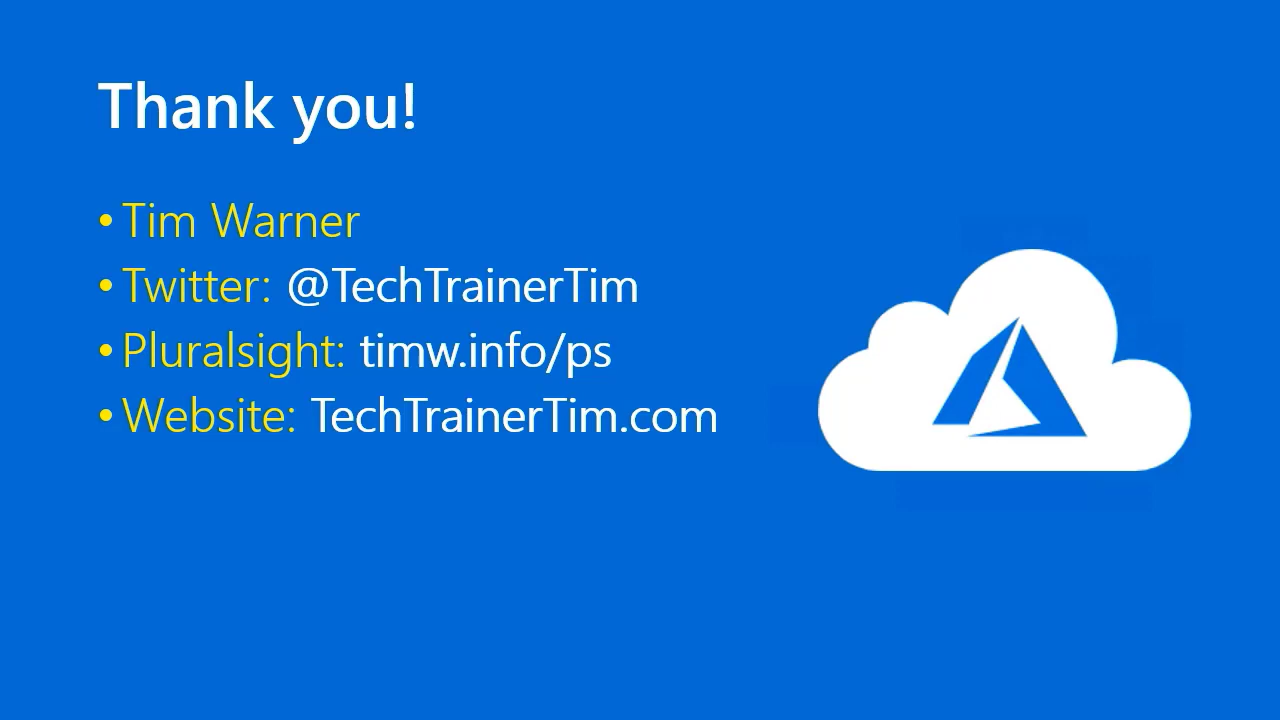 Thank you!
• Tim Warner
• Twitter: @TechTrainerTim
• Pluralsight: timw.info/ps
• Website: TechTrainerTim.com